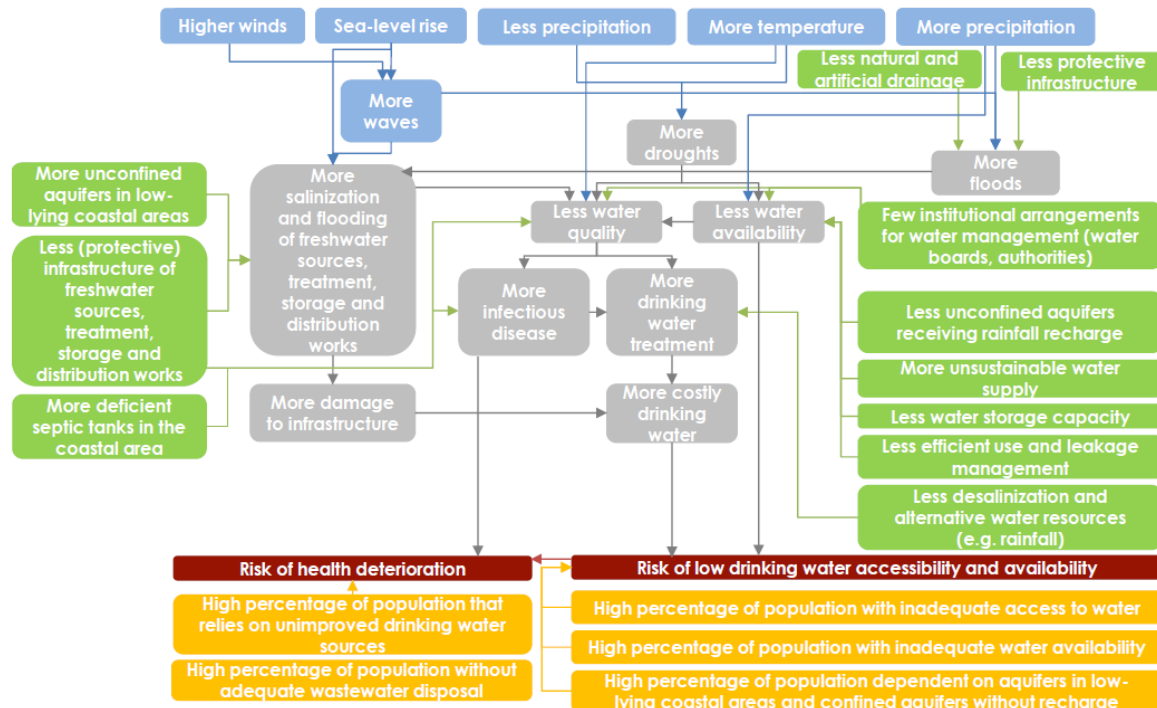 Higher winds
Sea-level rise
Less precipitation
More temperature
More precipitation
Less natural and
artificial drainage
Less protective
infrastructure
More
waves
More
droughts
More
floods
More unconfined
aquifers in low-
lying coastal areas
More
salinization
and flooding
of freshwater
sources,
treatment,
storage and
distribution
works
Less water
quality
Less water
availability
Few institutional arrangements
for water management (water
boards, authorities)
Less (protective)
infrastructure of
freshwater
sources,
treatment,
storage and
distribution works
More
infectious
disease
More
drinking
water
treatment
Less unconfined aquifers
receiving rainfall recharge
More unsustainable water
supply
More deficient
septic tanks in the
coastal area
More damage
to infrastructure
More costly
drinking
water
Less water storage capacity
Less efficient use and leakage
management
Less desalinization and
alternative water resources
(e.g. rainfall)
Risk of health deterioration
Risk of low drinking water accessibility and availability
High percentage of population that
relies on unimproved drinking water
sources
High percentage of population without
adequate wastewater disposal
High percentage of population with inadequate access to water
High percentage of population with inadequate water availability
High percentage of population dependent on aquifers in low-
lying coastal areas and confined aquifers without recharge